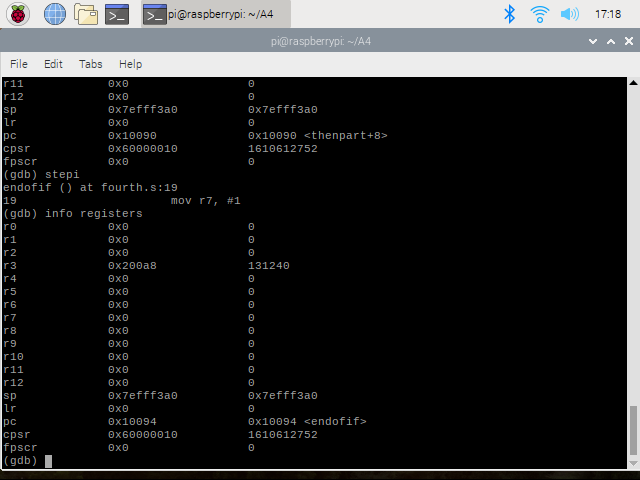 pi@raspberrypi: ~/A4
17:18
pi@raspberrypi: ~/A4
File Edit Tabs Help
r11 0x0 0
r12 0x0 0
sp 0x7efff3a0 0x7efff3a0
lr 0x0 0
pc 0x10090 0x10090 <thenpart+8>
cpsr 0x60000010 1610612752
fpscr 0x0 0
(gdb) stepi
endofif () at fourth.s:19
19 mov r7, #1
(gdb) info registers
r0 0x0 0
r1 0x0 0
r2 0x0 0
r3 0x200a8 131240
r4 0x0 0
r5 0x0 0
r6 0x0 0
r7 0x0 0
r8 0x0 0
r9 0x0 0
r10 0x0 0
r11 0x0 0
r12 0x0 0
sp 0x7efff3a0 0x7efff3a0
lr 0x0 0
pc 0x10094 0x10094 <endofif>
cpsr 0x60000010 1610612752
fpscr 0x0 0
(gdb)